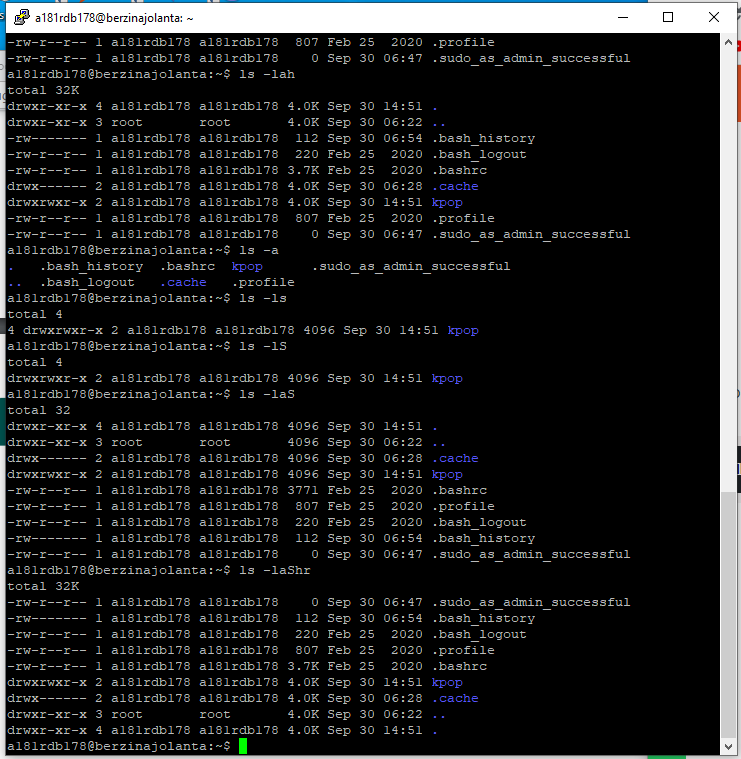 a181rdb178@berzinajolanta: ~
-rw-r--r-- 1 a181rdb178 a181rdb178  807 Feb 25  2020 .profile
-rw-r--r-- 1 a181rdb178 a181rdb178    0 Sep 30 06:47 .sudo_as_admin_successful
a181rdb178@berzinajolanta:~$ ls -lah
total 32K
drwxr-xr-x 4 a181rdb178 a181rdb178 4.0K Sep 30 14:51 .
drwxr-xr-x 3 root       root       4.0K Sep 30 06:22 ..
-rw------- 1 a181rdb178 a181rdb178  112 Sep 30 06:54 .bash_history
-rw-r--r-- 1 a181rdb178 a181rdb178  220 Feb 25  2020 .bash_logout
-rw-r--r-- 1 a181rdb178 a181rdb178 3.7K Feb 25  2020 .bashrc
drwx------ 2 a181rdb178 a181rdb178 4.0K Sep 30 06:28 .cache
drwxrwxr-x 2 a181rdb178 a181rdb178 4.0K Sep 30 14:51 kpop
-rw-r--r-- 1 a181rdb178 a181rdb178  807 Feb 25  2020 .profile
-rw-r--r-- 1 a181rdb178 a181rdb178    0 Sep 30 06:47 .sudo_as_admin_successful
a181rdb178@berzinajolanta:~$ ls -a
.   .bash_history  .bashrc  kpop      .sudo_as_admin_successful
..  .bash_logout   .cache   .profile
a181rdb178@berzinajolanta:~$ ls -ls
total 4
4 drwxrwxr-x 2 a181rdb178 a181rdb178 4096 Sep 30 14:51 kpop
a181rdb178@berzinajolanta:~$ ls -lS
total 4
drwxrwxr-x 2 a181rdb178 a181rdb178 4096 Sep 30 14:51 kpop
a181rdb178@berzinajolanta:~$ ls -laS
total 32
drwxr-xr-x 4 a181rdb178 a181rdb178 4096 Sep 30 14:51 .
drwxr-xr-x 3 root       root       4096 Sep 30 06:22 ..
drwx------ 2 a181rdb178 a181rdb178 4096 Sep 30 06:28 .cache
drwxrwxr-x 2 a181rdb178 a181rdb178 4096 Sep 30 14:51 kpop
-rw-r--r-- 1 a181rdb178 a181rdb178 3771 Feb 25  2020 .bashrc
-rw-r--r-- 1 a181rdb178 a181rdb178  807 Feb 25  2020 .profile
-rw-r--r-- 1 a181rdb178 a181rdb178  220 Feb 25  2020 .bash_logout
-rw------- 1 a181rdb178 a181rdb178  112 Sep 30 06:54 .bash_history
-rw-r--r-- 1 a181rdb178 a181rdb178    0 Sep 30 06:47 .sudo_as_admin_successful
a181rdb178@berzinajolanta:~$ ls -laShr
total 32K
-rw-r--r-- 1 a181rdb178 a181rdb178    0 Sep 30 06:47 .sudo_as_admin_successful
-rw------- 1 a181rdb178 a181rdb178  112 Sep 30 06:54 .bash_history
-rw-r--r-- 1 a181rdb178 a181rdb178  220 Feb 25  2020 .bash_logout
-rw-r--r-- 1 a181rdb178 a181rdb178  807 Feb 25  2020 .profile
-rw-r--r-- 1 a181rdb178 a181rdb178 3.7K Feb 25  2020 .bashrc
drwxrwxr-x 2 a181rdb178 a181rdb178 4.0K Sep 30 14:51 kpop
drwx------ 2 a181rdb178 a181rdb178 4.0K Sep 30 06:28 .cache
drwxr-xr-x 3 root       root       4.0K Sep 30 06:22 ..
drwxr-xr-x 4 a181rdb178 a181rdb178 4.0K Sep 30 14:51 .
a181rdb178@berzinajolanta:~$